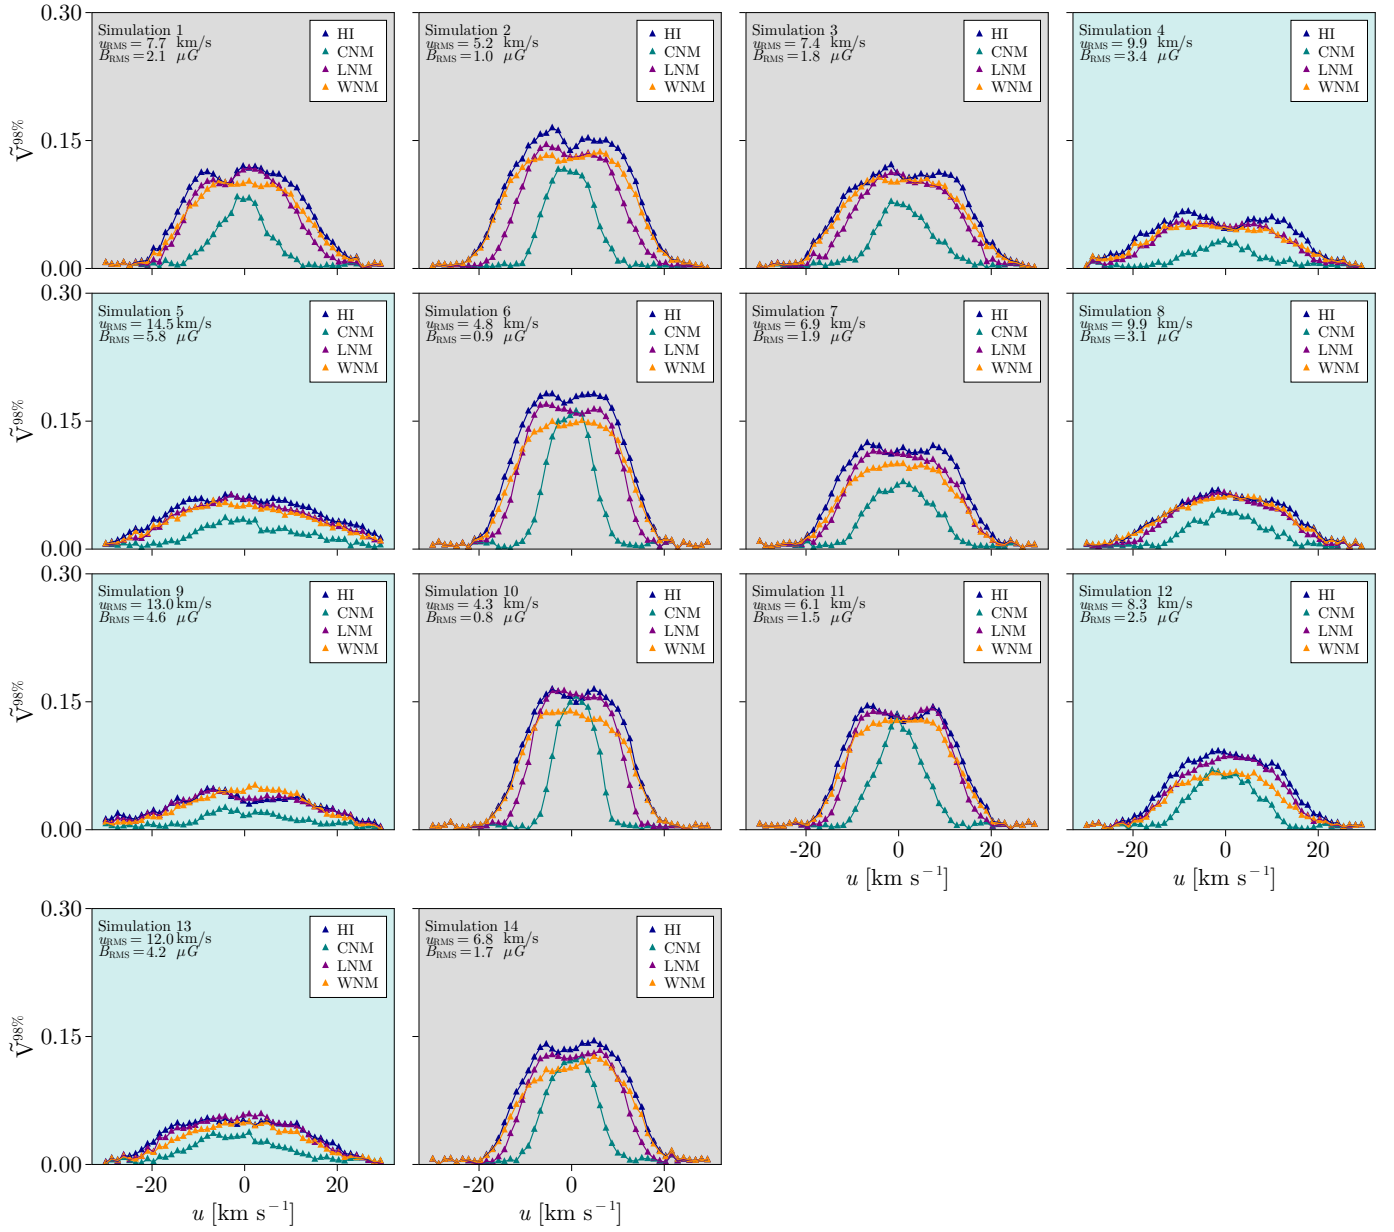 0.30
0.15
0.00
Ṽ⁹⁸%
Simulation 1
u_RMS = 7.7 km/s
B_RMS = 2.1 μG
HI
CNM
LNM
WNM
Simulation 2
u_RMS = 5.2 km/s
B_RMS = 1.0 μG
HI
CNM
LNM
WNM
Simulation 3
u_RMS = 7.4 km/s
B_RMS = 1.8 μG
HI
CNM
LNM
WNM
Simulation 4
u_RMS = 9.9 km/s
B_RMS = 3.4 μG
HI
CNM
LNM
WNM
0.30
0.15
0.00
Ṽ⁹⁸%
Simulation 5
u_RMS = 14.5 km/s
B_RMS = 5.8 μG
HI
CNM
LNM
WNM
Simulation 6
u_RMS = 4.8 km/s
B_RMS = 0.9 μG
HI
CNM
LNM
WNM
Simulation 7
u_RMS = 6.9 km/s
B_RMS = 1.9 μG
HI
CNM
LNM
WNM
Simulation 8
u_RMS = 9.9 km/s
B_RMS = 3.1 μG
HI
CNM
LNM
WNM
0.30
0.15
0.00
Ṽ⁹⁸%
Simulation 9
u_RMS = 13.0 km/s
B_RMS = 4.6 μG
HI
CNM
LNM
WNM
Simulation 10
u_RMS = 4.3 km/s
B_RMS = 0.8 μG
HI
CNM
LNM
WNM
Simulation 11
u_RMS = 6.1 km/s
B_RMS = 1.5 μG
HI
CNM
LNM
WNM
-20 0 20
u [km s⁻¹]
Simulation 12
u_RMS = 8.3 km/s
B_RMS = 2.5 μG
HI
CNM
LNM
WNM
-20 0 20
u [km s⁻¹]
0.30
0.15
0.00
Ṽ⁹⁸%
Simulation 13
u_RMS = 12.0 km/s
B_RMS = 4.2 μG
HI
CNM
LNM
WNM
-20 0 20
u [km s⁻¹]
Simulation 14
u_RMS = 6.8 km/s
B_RMS = 1.7 μG
HI
CNM
LNM
WNM
-20 0 20
u [km s⁻¹]